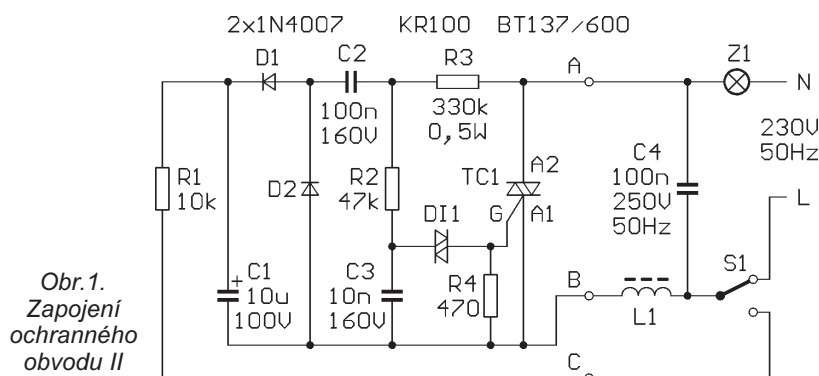 2x1N4007 KR100 BT137/600
D1 C2 R3 A Z1
100n
160V
330k
0,5W
N
230V
50Hz
R1
10k
D2
R2
47k
TC1
A2
A1
G
DI1
C4
100n
250V
50Hz
L
C1
+
10u
100V
C3
10n
160V
R4
470
B
L1
S1
C
Obr.1.
Zapojení
ochranného
obvodu II